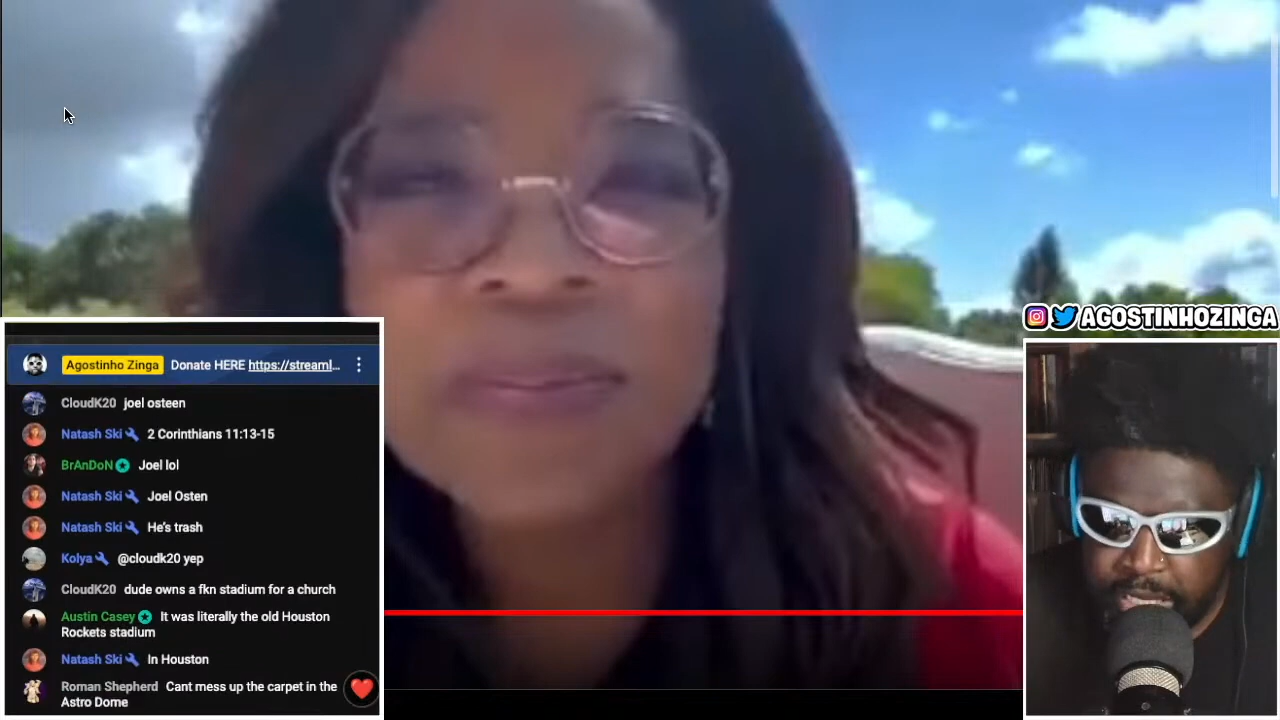 AGOSTINHOZINGA
Agostinho Zinga Donate HERE https://streaml...
CloudK20 joel osteen
Natash Ski 2 Corinthians 11:13-15
BrAnDoN Joel lol
Natash Ski Joel Osten
Natash Ski He's trash
Kolya @cloudk20 yep
CloudK20 dude owns a fkn stadium for a church
Austin Casey It was literally the old Houston
Rockets stadium
Natash Ski In Houston
Roman Shepherd Cant mess up the carpet in the
Astro Dome